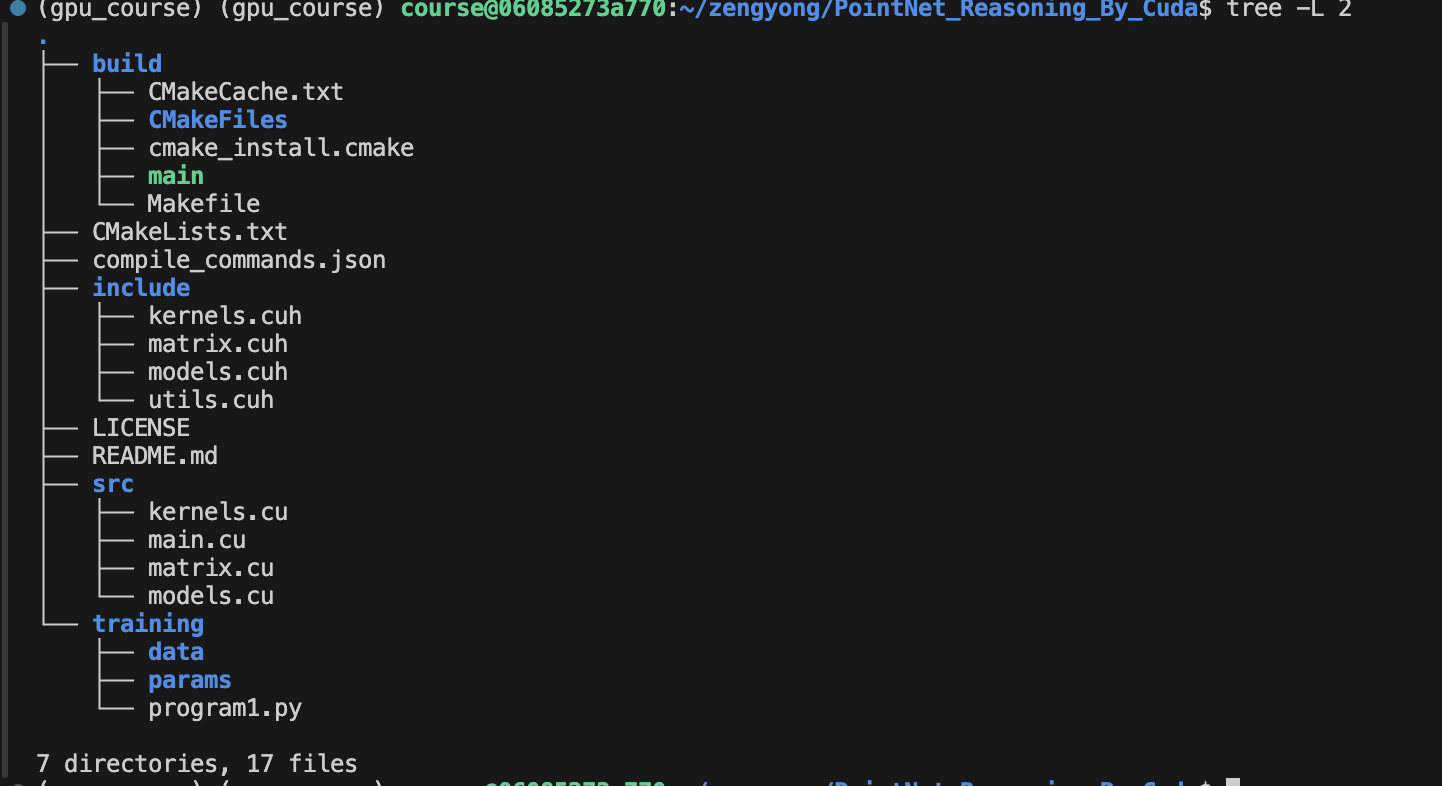 (gpu_course) (gpu_course) course@06085273a770:~/zengyong/PointNet_Reasoning_By_Cuda$ tree -L 2
.
├── build
│   ├── CMakeCache.txt
│   ├── CMakeFiles
│   ├── cmake_install.cmake
│   ├── main
│   └── Makefile
├── CMakeLists.txt
├── compile_commands.json
├── include
│   ├── kernels.cuh
│   ├── matrix.cuh
│   ├── models.cuh
│   └── utils.cuh
├── LICENSE
├── README.md
├── src
│   ├── kernels.cu
│   ├── main.cu
│   ├── matrix.cu
│   └── models.cu
└── training
    ├── data
    ├── params
    └── program1.py

7 directories, 17 files